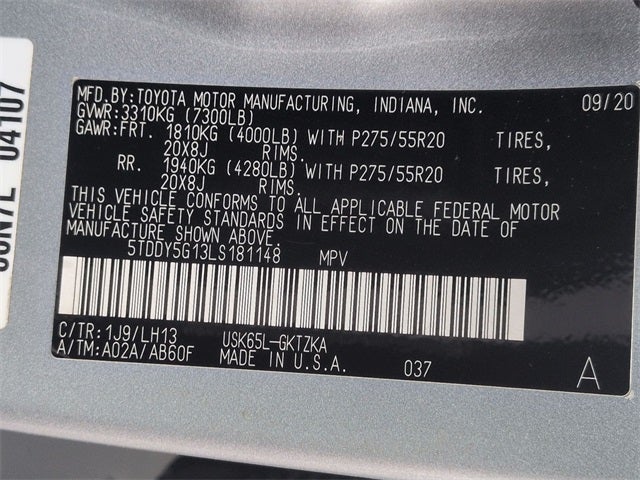 MFD.BY:TOYOTA MOTOR MANUFACTURING, INDIANA, INC. 09/20
GVWR:3310KG (7300LB)
GAWR:FRT. 1810KG (4000LB) WITH P275/55R20 TIRES,
20X8J RIMS.
RR. 1940KG (4280LB) WITH P275/55R20 TIRES,
20X8J RIMS.
THIS VEHICLE CONFORMS TO ALL APPLICABLE FEDERAL MOTOR
VEHICLE SAFETY STANDARDS IN EFFECT ON THE DATE OF
MANUFACTURE SHOWN ABOVE.
5TDDY5G13LS181148 MPV
C/TR:1J9/LH13 USK65L-GKTZKA
A/TM:A02A/AB60F MADE IN U.S.A. 037 A
04107